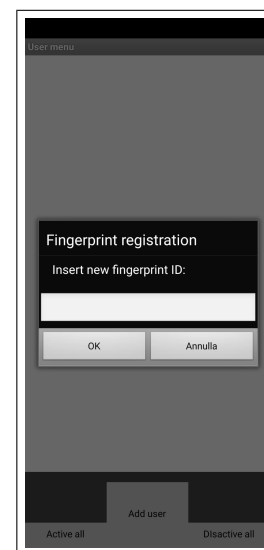 User menu
Fingerprint registration
Insert new fingerprint ID:
OK
Annulla
Add user
Active all
DIsactive all